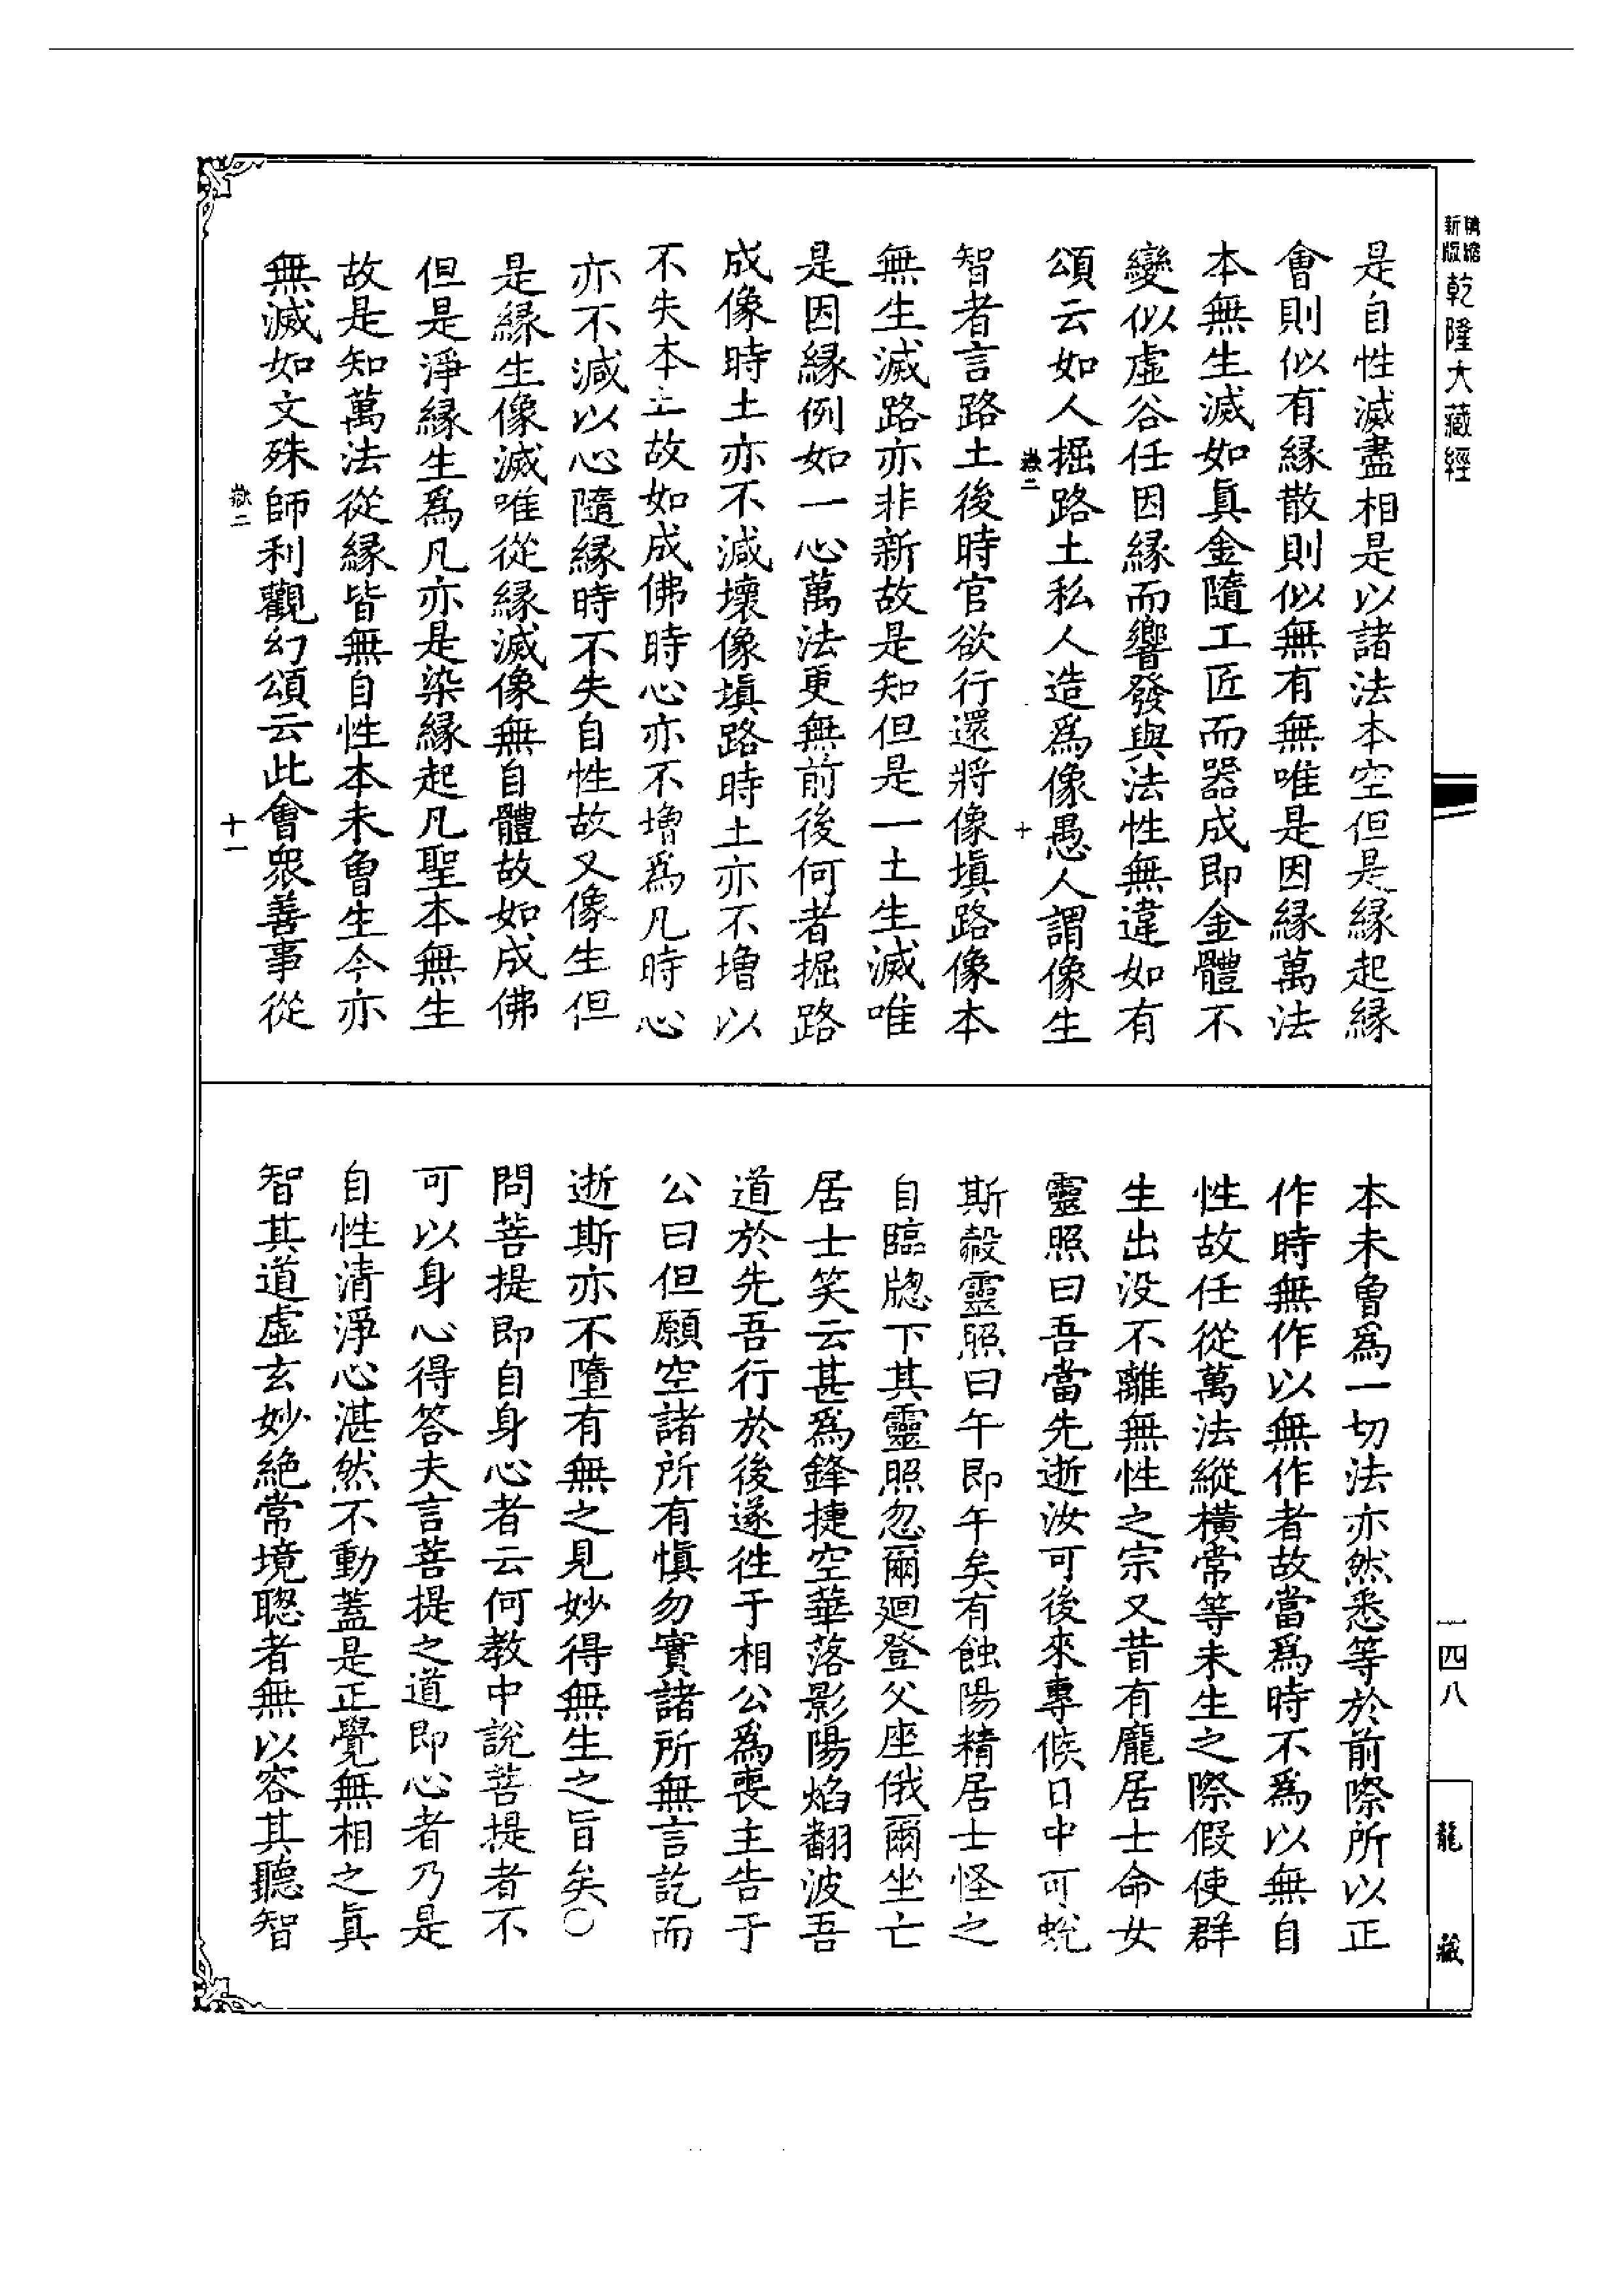 新版
精縮
乾隆大藏經
是自性滅盡相是以諸法本空但是緣起緣
會則似有緣散則似無有無唯是因緣萬法
本無生滅如真金隨工匠而器成即金體不
變似虛谷任因緣而響發與法性無違如有
頌云如人掘路土私人造為像愚人謂像生
嶽二
十
智者言路土後時官欲行還將像填路像本
無生滅路亦非新故是知但是一土生滅唯
是因緣例如一心萬法更無前後何者掘路
成像時土亦不減壞像填路時土亦不增以
不失本土故如成佛時心亦不增為凡時心
亦不減以心隨緣時不失自性故又像生但
是緣生像滅唯從緣滅像無自體故如成佛
但是淨緣生為凡亦是染緣起凡聖本無生
故是知萬法從緣皆無自性本未曾生今亦
無滅如文殊師利觀幻頌云此會眾善事從
嶽二
十一
本未曾為一切法亦然悉等於前際所以正
作時無作以無作者故當為時不為以無自
性故任從萬法縱橫常等未生之際假使群
生出沒不離無性之宗又昔有龐居士命女
靈照曰吾當先逝汝可後來專候日中可蛻
斯殼靈照曰午即午矣有蝕陽精居士怪之
自臨牕下其靈照忽爾迴登父座俄爾坐亡
居士笑云甚為鋒捷空華落影陽焰翻波吾
道於先吾行於後遂往于相公為喪主告于
公曰但願空諸所有慎勿實諸所無言訖而
逝斯亦不墮有無之見妙得無生之旨矣○
問菩提即自身心者云何教中說菩提者不
可以身心得答夫言菩提之道即心者乃是
自性清淨心湛然不動蓋是正覺無相之真
智其道虛玄妙絕常境聰者無以容其聽智
一四八
龍藏